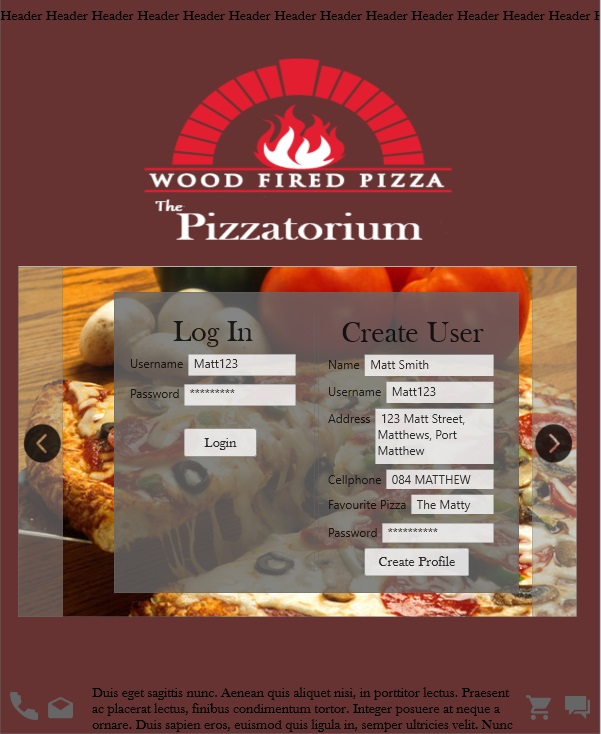 Header Header Header Header Header Header Header Header Header Header Header Header Header
WOOD FIRED PIZZA
The
Pizzatorium
Log In
Username Matt123
Password *********
Login
Create User
Name Matt Smith
Username Matt123
Address 123 Matt Street,
Matthews, Port
Matthew
Cellphone 084 MATTHEW
Favourite Pizza The Matty
Password **********
Create Profile
Duis eget sagittis nunc. Aenean quis aliquet nisi, in porttitor lectus. Praesent
ac placerat lectus, finibus condimentum tortor. Integer posuere at neque a
ornare. Duis sapien eros, euismod quis ligula in, semper ultricies velit. Nunc